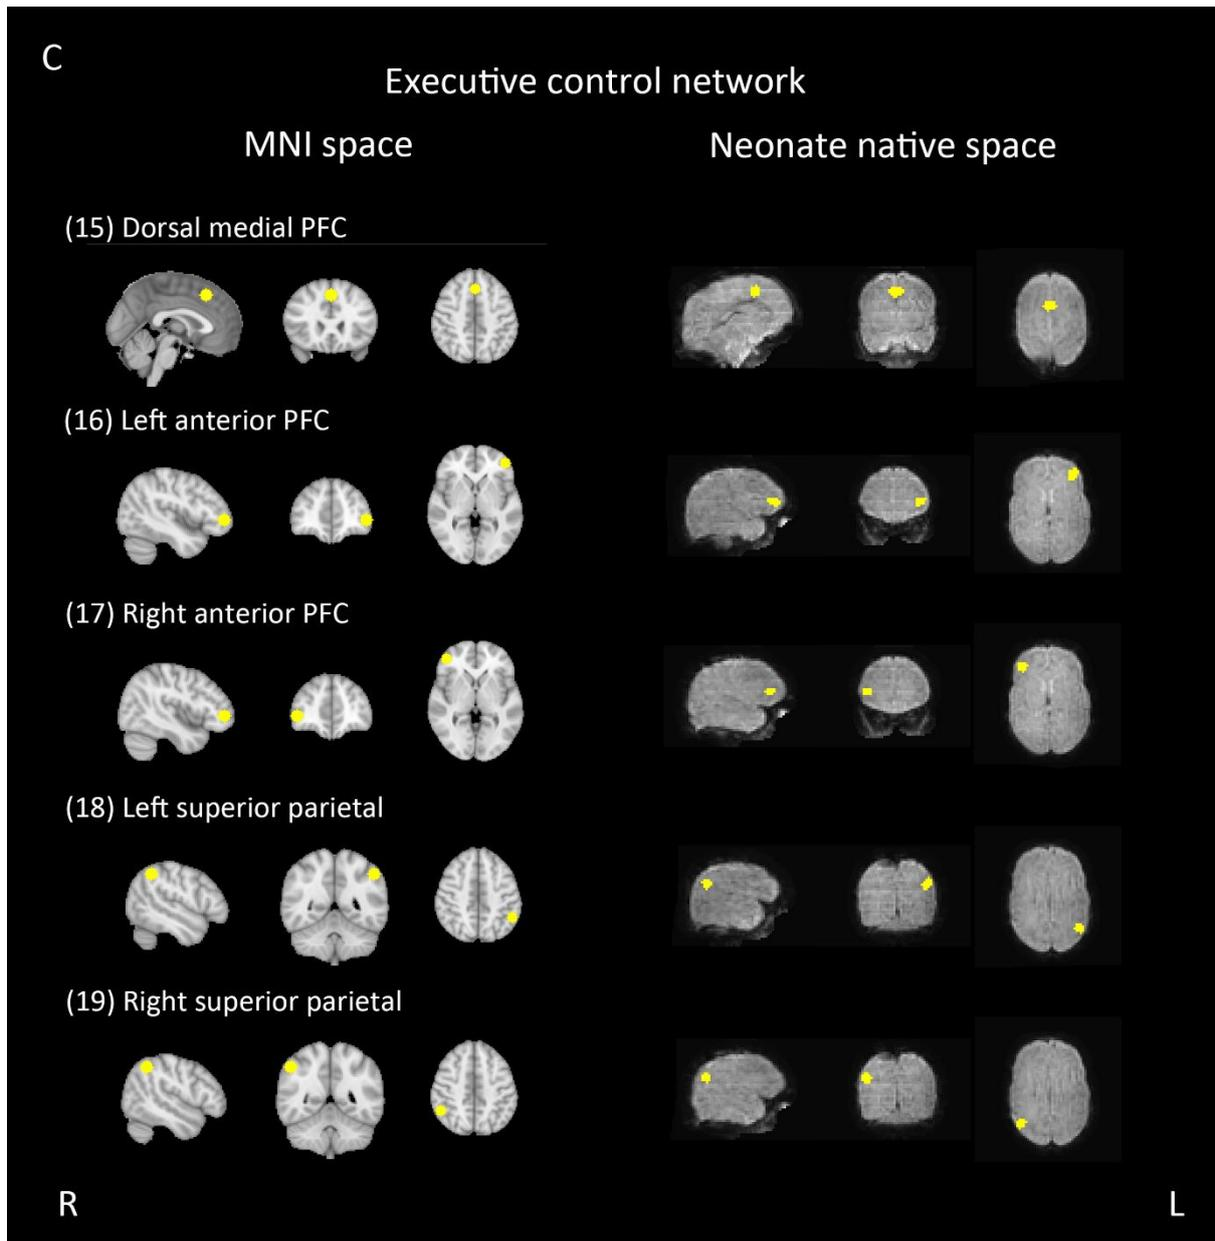 C
Executive control network
MNI space
Neonate native space
(15) Dorsal medial PFC
(16) Left anterior PFC
(17) Right anterior PFC
(18) Left superior parietal
(19) Right superior parietal
R
L